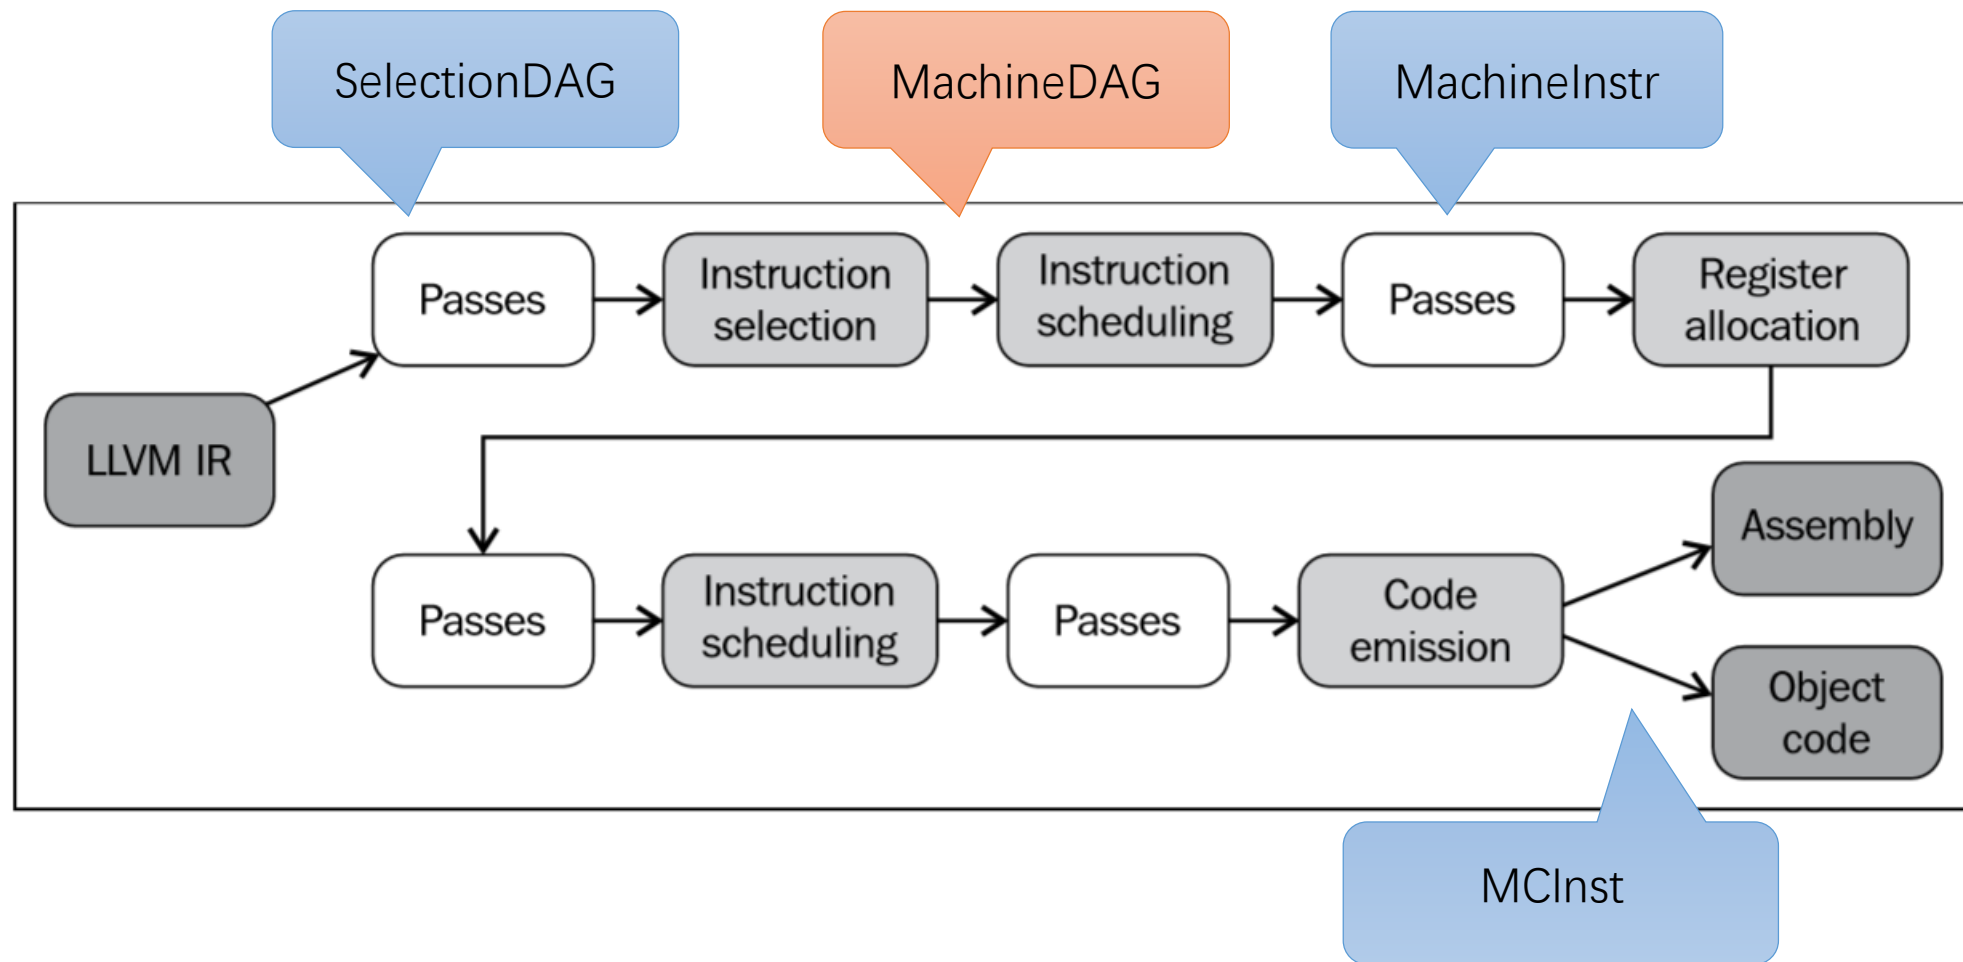 SelectionDAG
MachineDAG
MachineInstr
Passes
Instruction
selection
Instruction
scheduling
Passes
Register
allocation
LLVM IR
Passes
Instruction
scheduling
Passes
Code
emission
Assembly
Object
code
MCInst